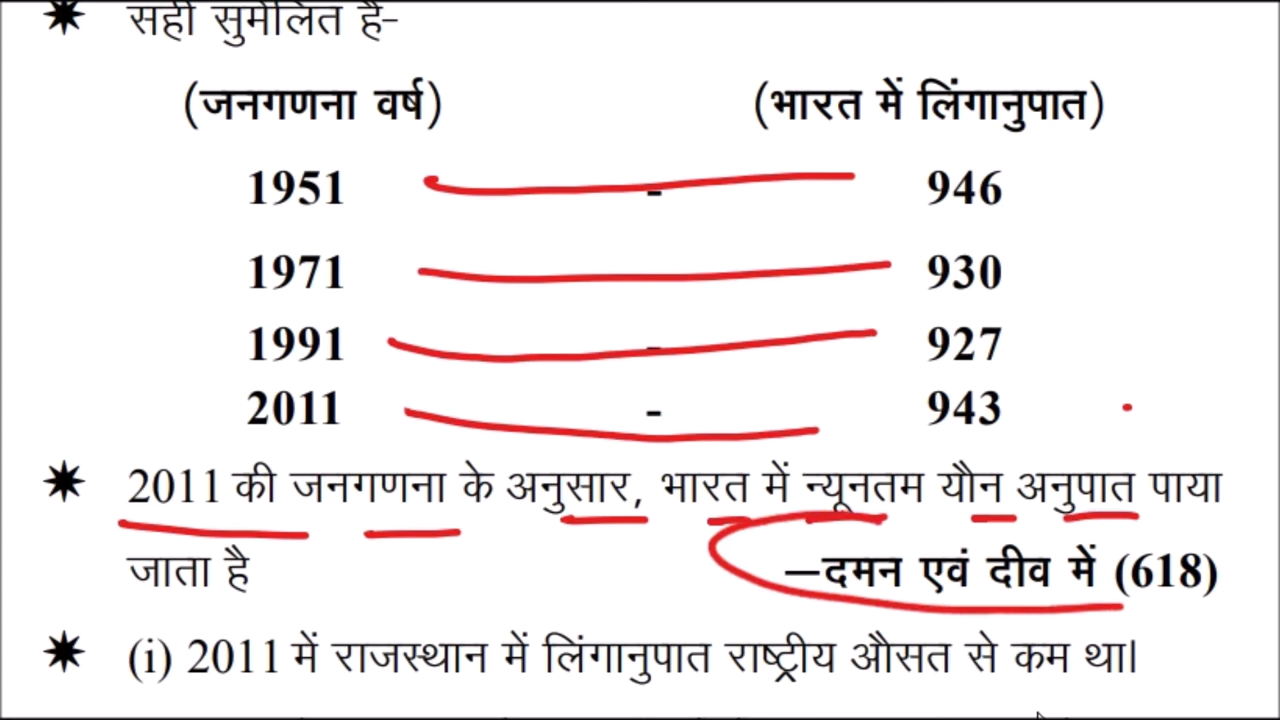 सही सुमेलित है-
(जनगणना वर्ष) (भारत में लिंगानुपात)
1951 - 946
1971 930
1991 - 927
2011 - 943
2011 की जनगणना के अनुसार, भारत में न्यूनतम यौन अनुपात पाया
जाता है —दमन एवं दीव में (618)
(i) 2011 में राजस्थान में लिंगानुपात राष्ट्रीय औसत से कम था।